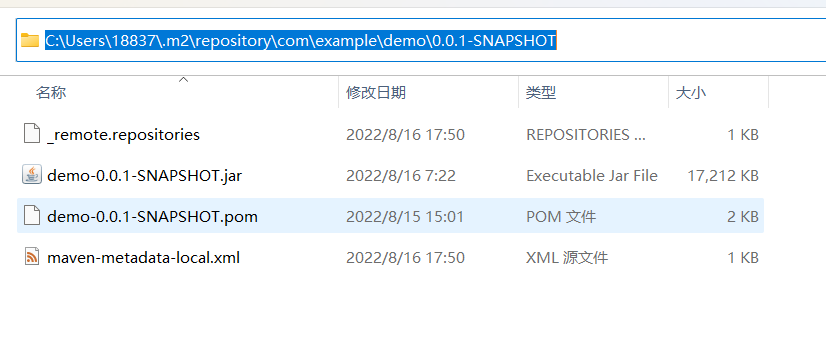 C:\Users\18837\.m2\repository\com\example\demo\0.0.1-SNAPSHOT
名称 修改日期 类型 大小
_remote.repositories 2022/8/16 17:50 REPOSITORIES ... 1 KB
demo-0.0.1-SNAPSHOT.jar 2022/8/16 7:22 Executable Jar File 17,212 KB
demo-0.0.1-SNAPSHOT.pom 2022/8/15 15:01 POM 文件 2 KB
maven-metadata-local.xml 2022/8/16 17:50 XML 源文件 1 KB